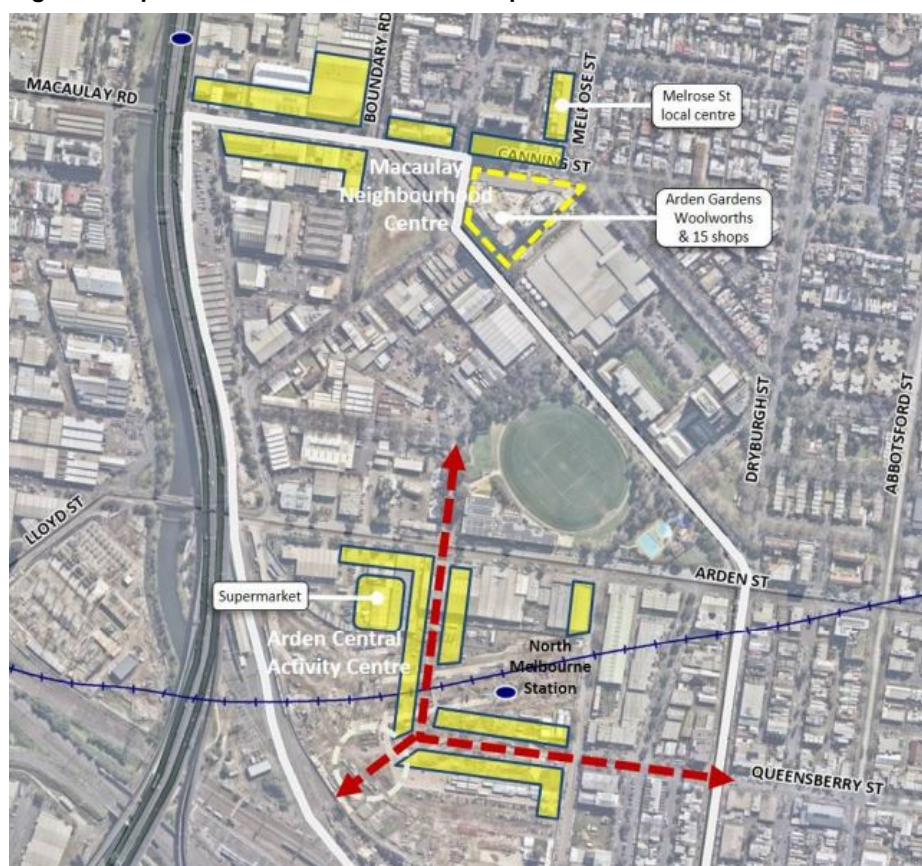 BOUNDARY RD
MACAULAY RD
MELROSE ST
Melrose St
local centre
CANNING ST
Macaulay
Neighbourhood
Centre
Arden Gardens
Woolworths
& 15 shops
DRYBURGH ST
ABBOTSFORD ST
LLOYD ST
ARDEN ST
Supermarket
Arden Central
Activity Centre
North
Melbourne
Station
QUEENSBERRY ST